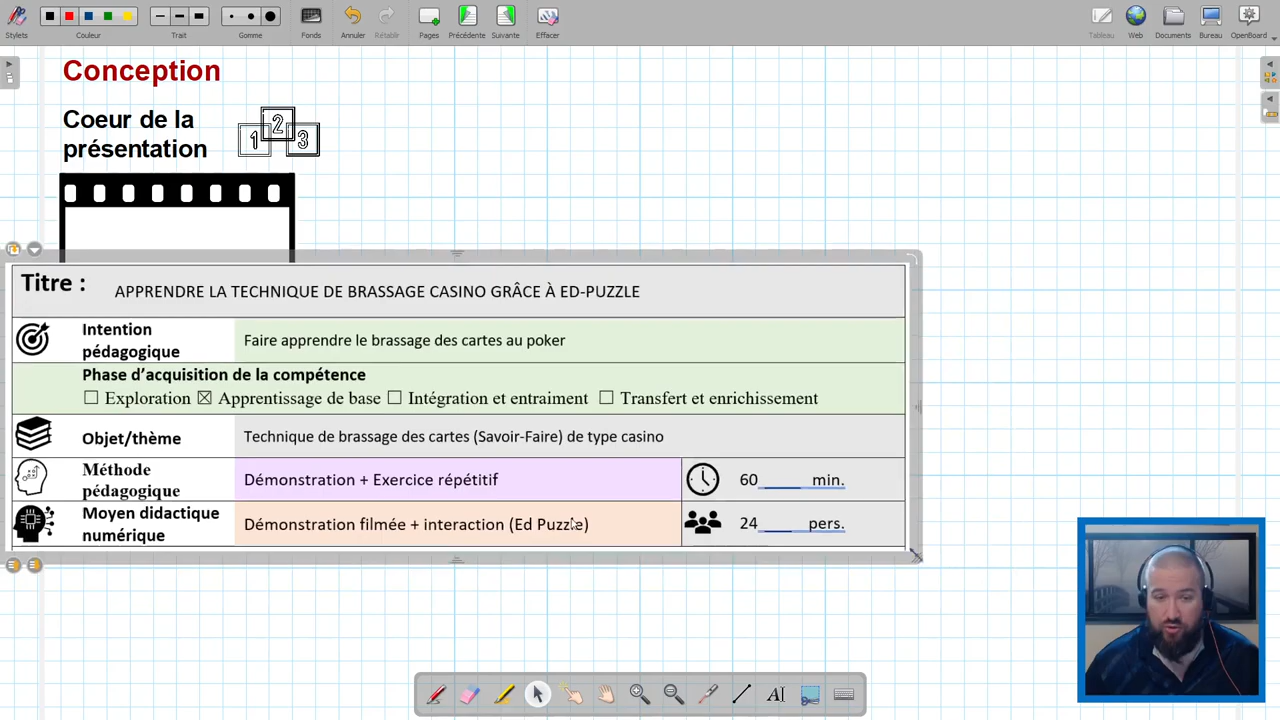 Stylets
Couleur
Trait
Gomme
Fonds
Annuler
Rétablir
Pages
Précédente
Suivante
Effacer
Tableau
Web
Documents
Bureau
OpenBoard
Conception
Coeur de la
présentation
1 2 3
Titre :
APPRENDRE LA TECHNIQUE DE BRASSAGE CASINO GRÂCE À ED-PUZZLE
Intention
pédagogique
Faire apprendre le brassage des cartes au poker
Phase d’acquisition de la compétence
☐ Exploration ☒ Apprentissage de base ☐ Intégration et entraiment ☐ Transfert et enrichissement
Objet/thème
Technique de brassage des cartes (Savoir-Faire) de type casino
Méthode
pédagogique
Démonstration + Exercice répétitif
60______ min.
Moyen didactique
numérique
Démonstration filmée + interaction (Ed Puzzle)
24_____ pers.